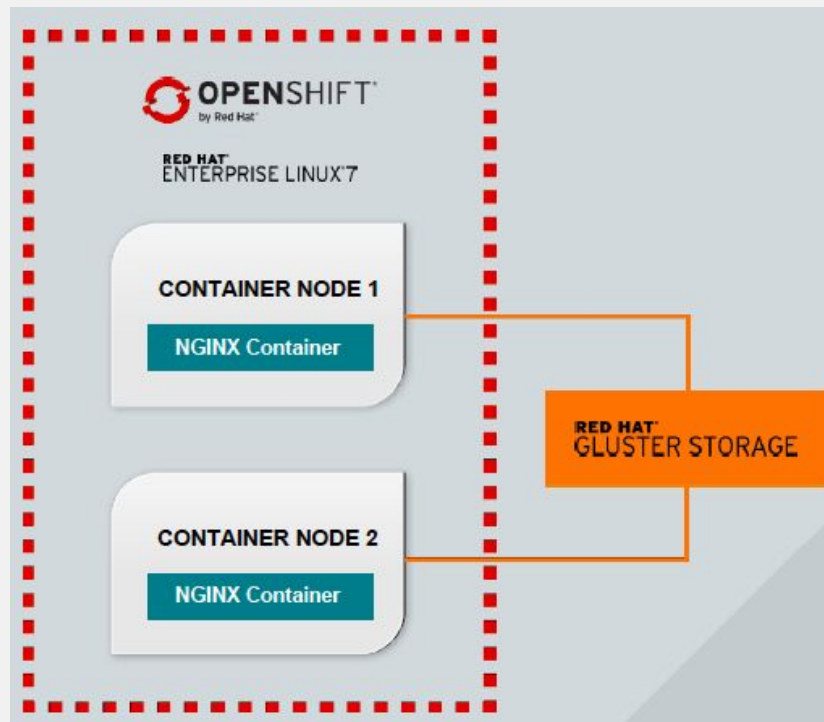 OPENSHIFT
by Red Hat®
RED HAT®
ENTERPRISE LINUX®7
CONTAINER NODE 1
NGINX Container
RED HAT®
GLUSTER STORAGE
CONTAINER NODE 2
NGINX Container